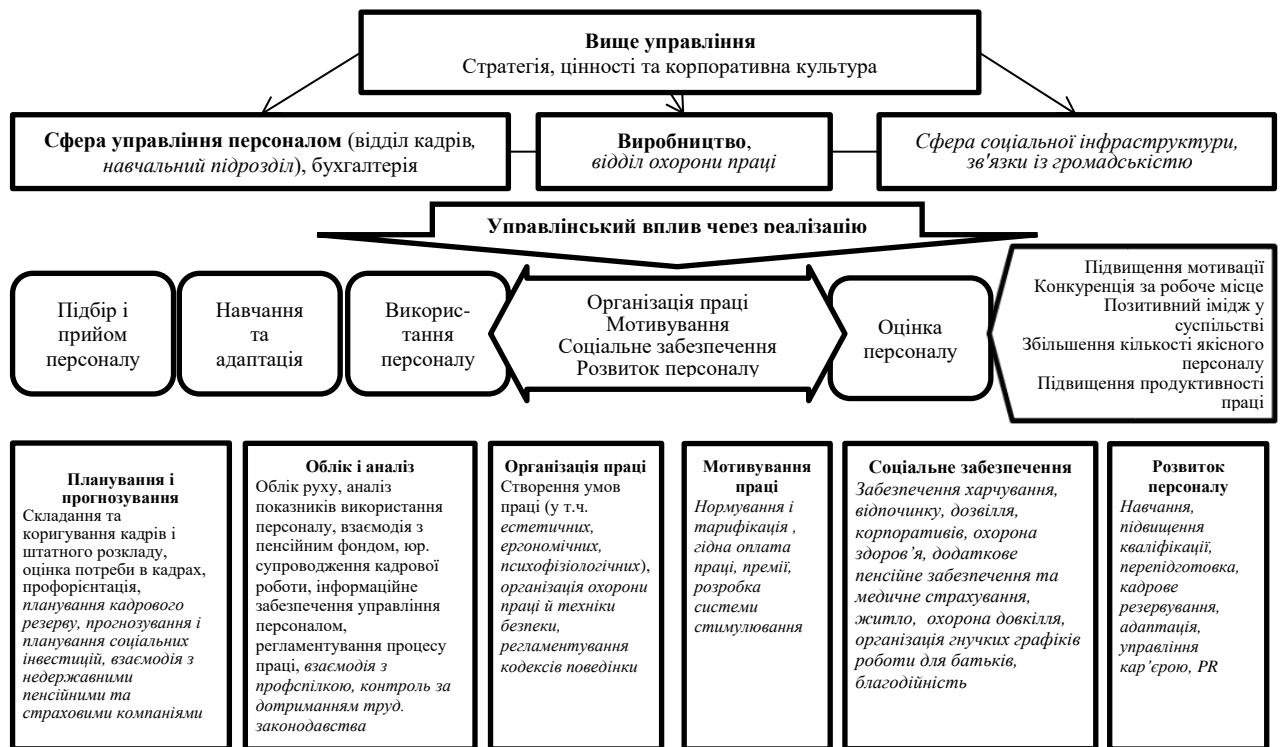 Вище управління
Стратегія, цінності та корпоративна культура
Сфера управління персоналом (відділ кадрів,
навчальний підрозділ), бухгалтерія
Виробництво,
відділ охорони праці
Сфера соціальної інфраструктури,
зв'язки із громадськістю
Управлінський вплив через реалізацію
Підбір і
прийом
персоналу
Навчання
та
адаптація
Викорис-
тання
персоналу
Організація праці
Мотивування
Соціальне забезпечення
Розвиток персоналу
Оцінка
персоналу
Підвищення мотивації
Конкуренція за робоче місце
Позитивний імідж у
суспільстві
Збільшення кількості якісного
персоналу
Підвищення продуктивності
праці
Планування і
прогнозування
Складання та
коригування кадрів і
штатного розкладу,
оцінка потреби в кадрах,
профорієнтація,
планування кадрового
резерву, прогнозування і
планування соціальних
інвестицій, взаємодія з
недержавними
пенсійними та
страховими компаніями
Облік і аналіз
Облік руху, аналіз
показників використання
персоналу, взаємодія з
пенсійним фондом, юр.
супроводження кадрової
роботи, інформаційне
забезпечення управління
персоналом,
регламентування процесу
праці, взаємодія з
профспілкою, контроль за
дотриманням труд.
законодавства
Організація праці
Створення умов
праці (у т.ч.
естетичних,
ергономічних,
психофізіологічних),
організація охорони
праці й техніки
безпеки,
регламентування
кодексів поведінки
Мотивування
праці
Нормування і
тарифікація ,
гідна оплата
праці, премії,
розробка
системи
стимулювання
Соціальне забезпечення
Забезпечення харчування,
відпочинку, дозвілля,
корпоративів, охорона
здоров’я, додаткове
пенсійне забезпечення та
медичне страхування,
житло, охорона довкілля,
організація гнучких графіків
роботи для батьків,
благодійність
Розвиток
персоналу
Навчання,
підвищення
кваліфікації,
перепідготовка,
кадрове
резервування,
адаптація,
управління
кар’єрою, PR